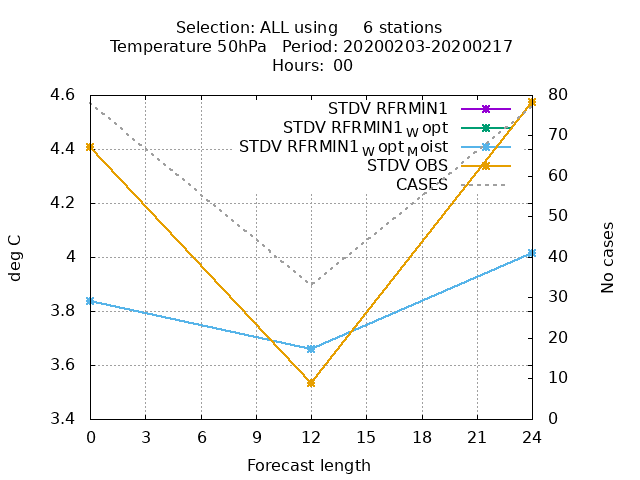 Selection: ALL using     6 stations
Temperature 50hPa   Period: 20200203-20200217
Hours:  00
4.6
4.4
4.2
4
3.8
3.6
3.4
deg C
STDV RFRMIN1
STDV RFRMIN1_W opt
STDV RFRMIN1_W opt_M oist
STDV OBS
CASES
80
70
60
50
40
30
20
10
0
No cases
0 3 6 9 12 15 18 21 24
Forecast length